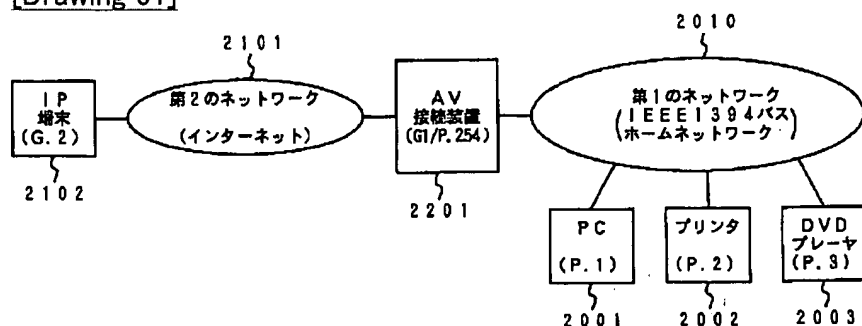 [Drawing 61]
2101
2010
IP
端末
(G.2)
第2のネットワーク
(インターネット)
AV
接続装置
(G1/P.254)
第1のネットワーク
(IEEE1394バス
ホームネットワーク)
2102
2201
PC
(P.1)
プリンタ
(P.2)
DVD
プレーヤ
(P.3)
2001
2002
2003